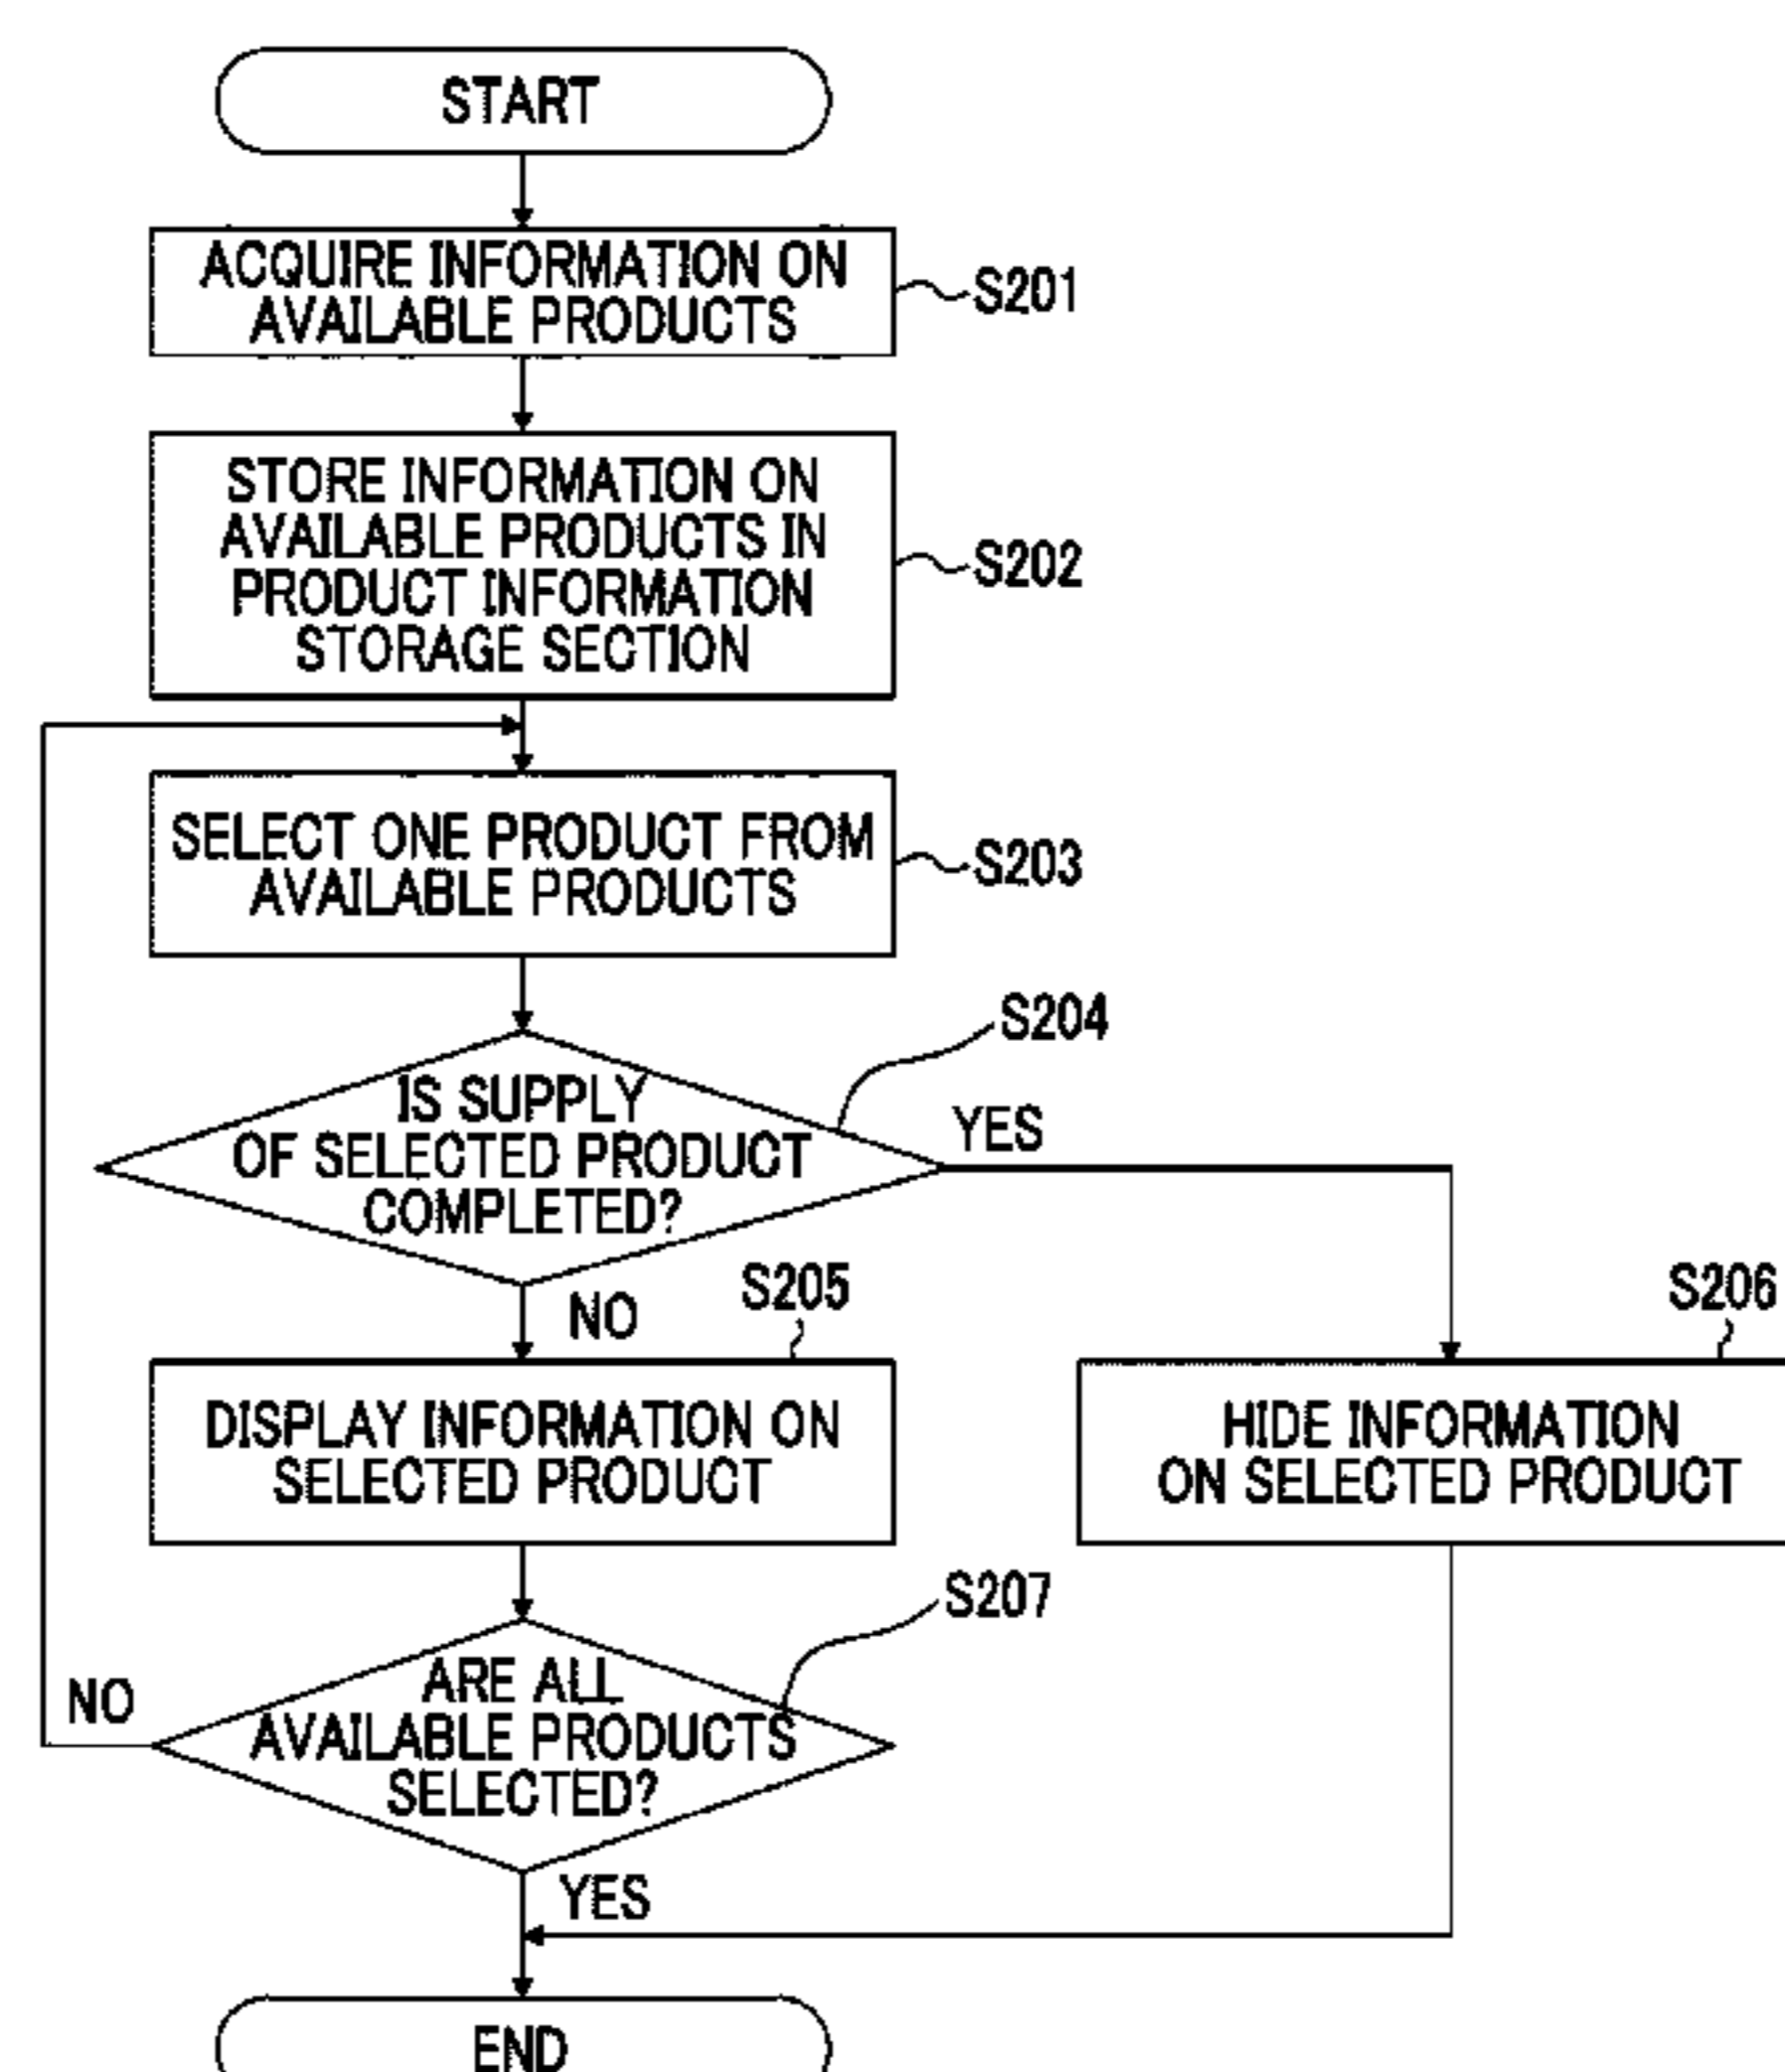 START
ACQUIRE INFORMATION ON
AVAILABLE PRODUCTS
S201
STORE INFORMATION ON
AVAILABLE PRODUCTS IN
PRODUCT INFORMATION
STORAGE SECTION
S202
SELECT ONE PRODUCT FROM
AVAILABLE PRODUCTS
S203
S204
IS SUPPLY
OF SELECTED PRODUCT
COMPLETED?
YES
NO
S205
S206
DISPLAY INFORMATION ON
SELECTED PRODUCT
HIDE INFORMATION
ON SELECTED PRODUCT
S207
NO
ARE ALL
AVAILABLE PRODUCTS
SELECTED?
YES
END